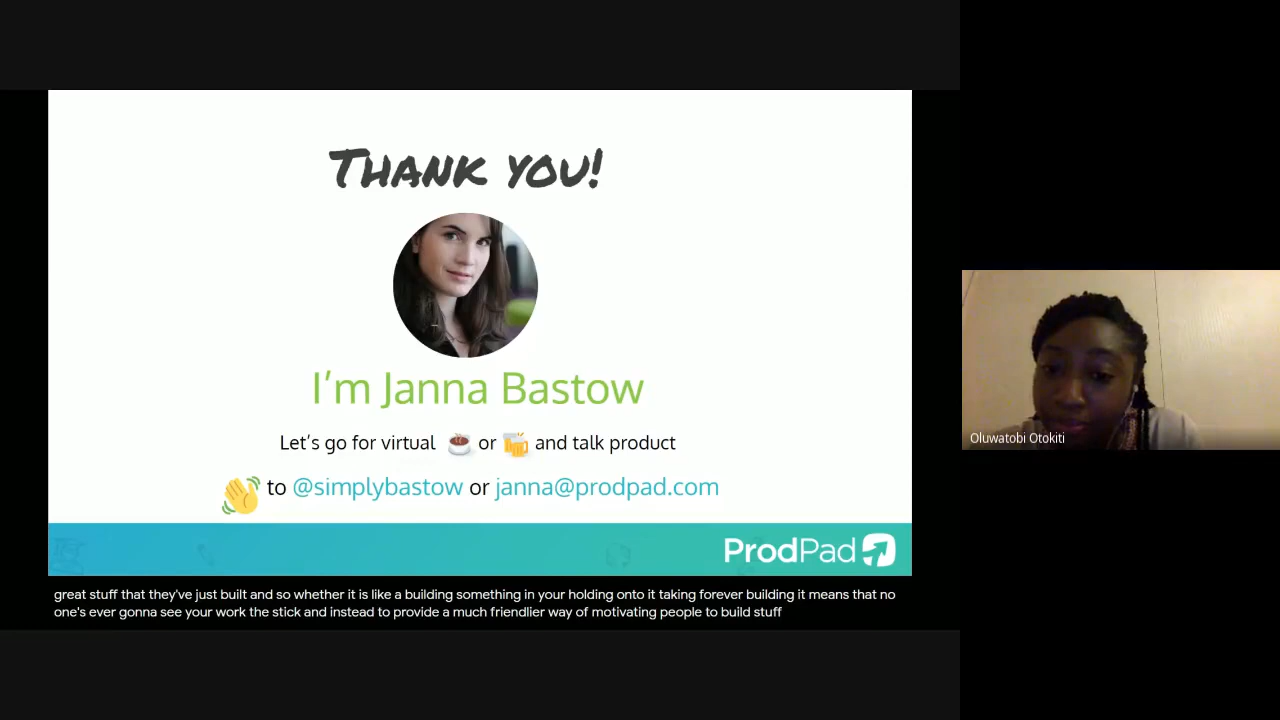 Thank you!
I'm Janna Bastow
Let's go for virtual ☕ or 🍻 and talk product
👋 to @simplybastow or janna@prodpad.com
ProdPad
great stuff that they've just built and so whether it is like a building something in your holding onto it taking forever building it means that no
one's ever gonna see your work the stick and instead to provide a much friendlier way of motivating people to build stuff
Oluwatobi Otokiti